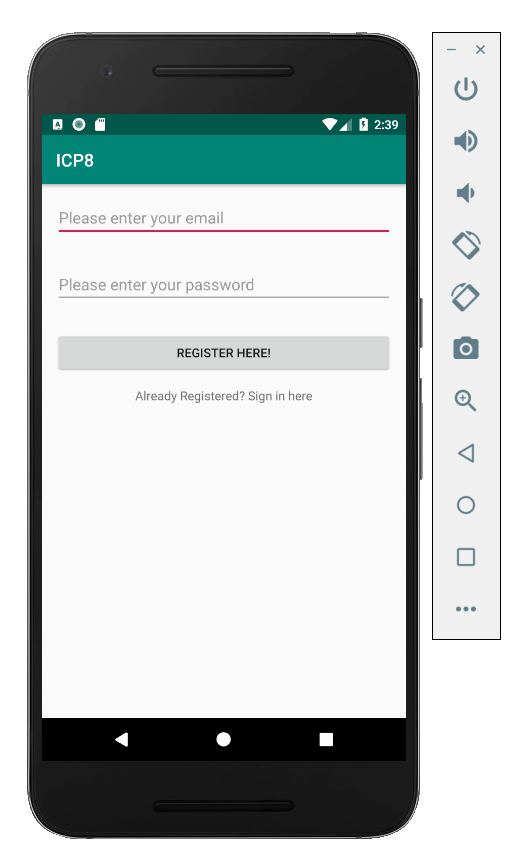 2:39
ICP8
Please enter your email
Please enter your password
REGISTER HERE!
Already Registered? Sign in here